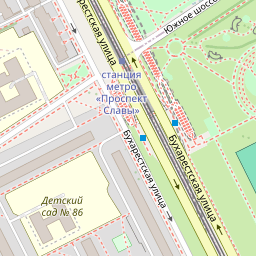 Бухарестская улица
Южное шоссе
станция
метро
«Проспект
Славы»
Бухарестская улица
Бухарестская улица
Детский
сад № 86